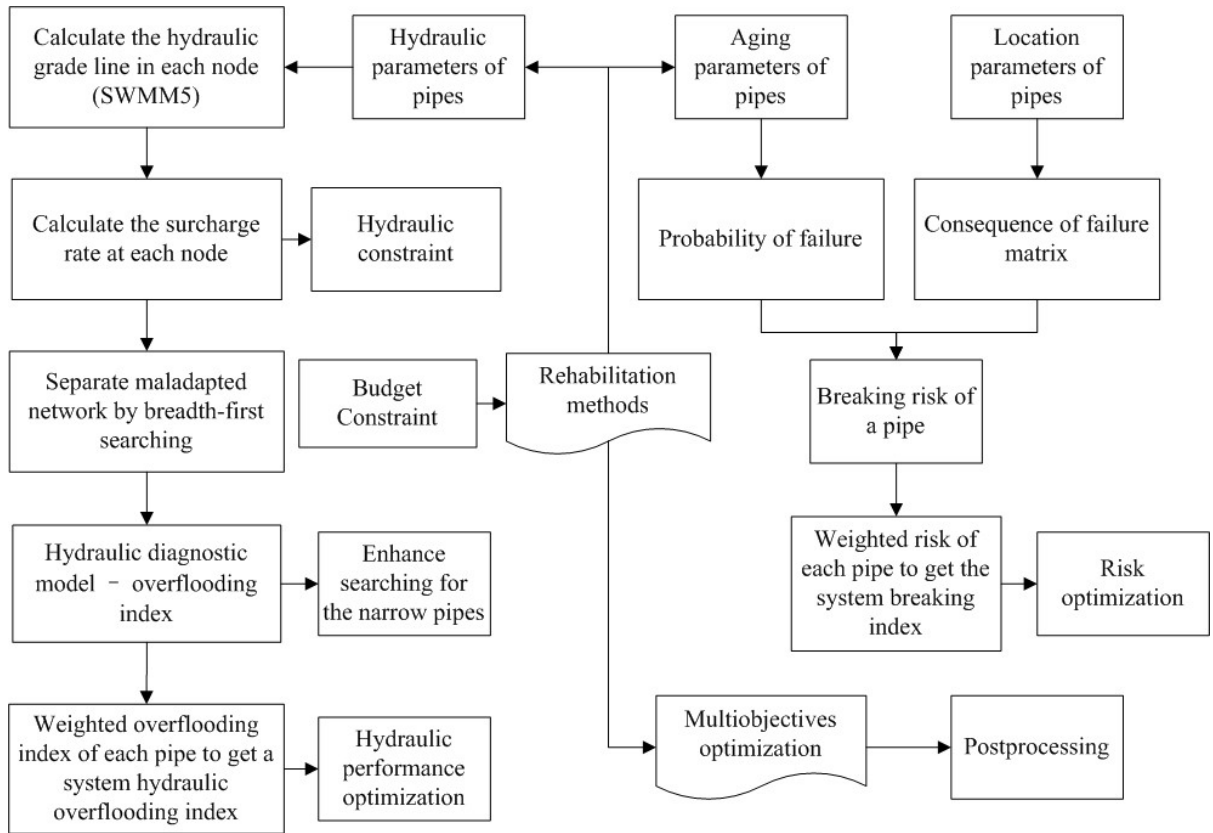 Calculate the hydraulic
grade line in each node
(SWMM5)
Hydraulic
parameters of
pipes
Aging
parameters of
pipes
Location
parameters of
pipes
Calculate the surcharge
rate at each node
Hydraulic
constraint
Probability of failure
Consequence of failure
matrix
Separate maladapted
network by breadth-first
searching
Budget
Constraint
Rehabilitation
methods
Breaking risk of
a pipe
Hydraulic diagnostic
model - overflooding
index
Enhance
searching for
the narrow pipes
Weighted risk of
each pipe to get the
system breaking
index
Risk
optimization
Weighted overflooding
index of each pipe to get a
system hydraulic
overflooding index
Hydraulic
performance
optimization
Multiobjectives
optimization
Postprocessing